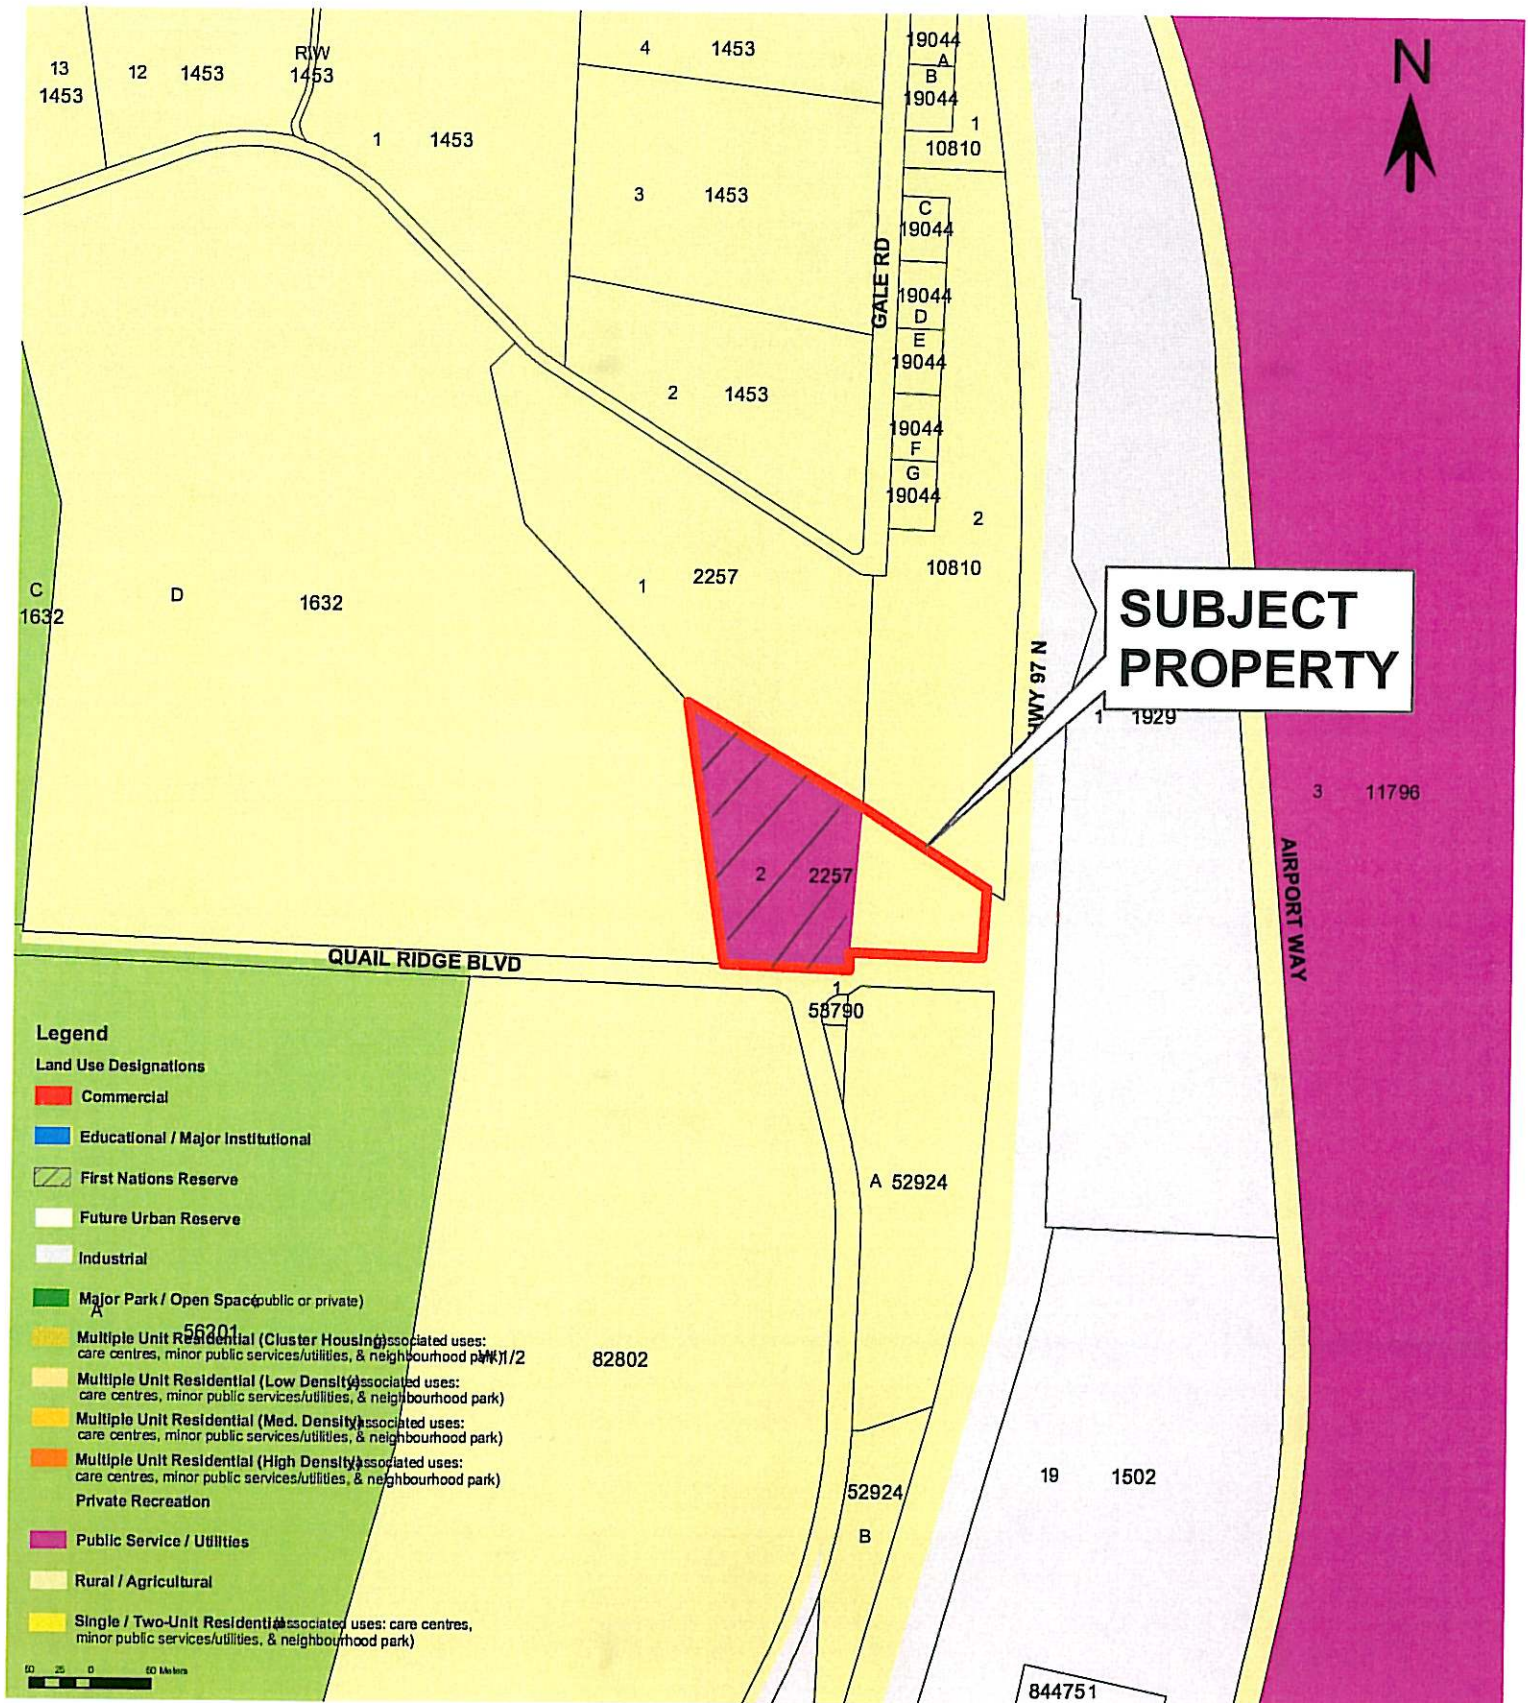 13
1453
12 1453
R\W
1453
1 1453
4 1453
3 1453
2 1453
19044
A
B
19044
1
10810
C
19044
19044
D
E
19044
19044
F
G
19044
2
10810
GALE RD
N
C
1632
D 1632
1 2257
SUBJECT
PROPERTY
HWY 97 N
1 1929
3 11796
2 2257
AIRPORT WAY
QUAIL RIDGE BLVD
1
53790
A 52924
52924
B
19 1502
844751
W 1/2 82802
A
56201
Legend
Land Use Designations
Commercial
Educational / Major Institutional
First Nations Reserve
Future Urban Reserve
Industrial
Major Park / Open Space (public or private)
Multiple Unit Residential (Cluster Housing) (associated uses:
care centres, minor public services/utilities, & neighbourhood park)
Multiple Unit Residential (Low Density) (associated uses:
care centres, minor public services/utilities, & neighbourhood park)
Multiple Unit Residential (Med. Density) (associated uses:
care centres, minor public services/utilities, & neighbourhood park)
Multiple Unit Residential (High Density) (associated uses:
care centres, minor public services/utilities, & neighbourhood park)
Private Recreation
Public Service / Utilities
Rural / Agricultural
Single / Two-Unit Residential (associated uses: care centres,
minor public services/utilities, & neighbourhood park)
50 25 0 50 Meters